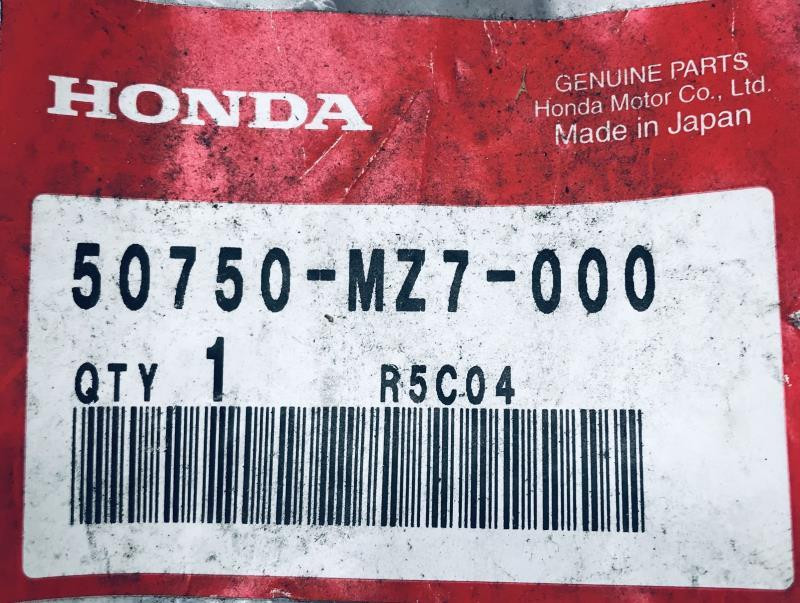 HONDA
GENUINE PARTS
Honda Motor Co., Ltd.
Made in Japan
50750-MZ7-000
QTY 1 R5C04